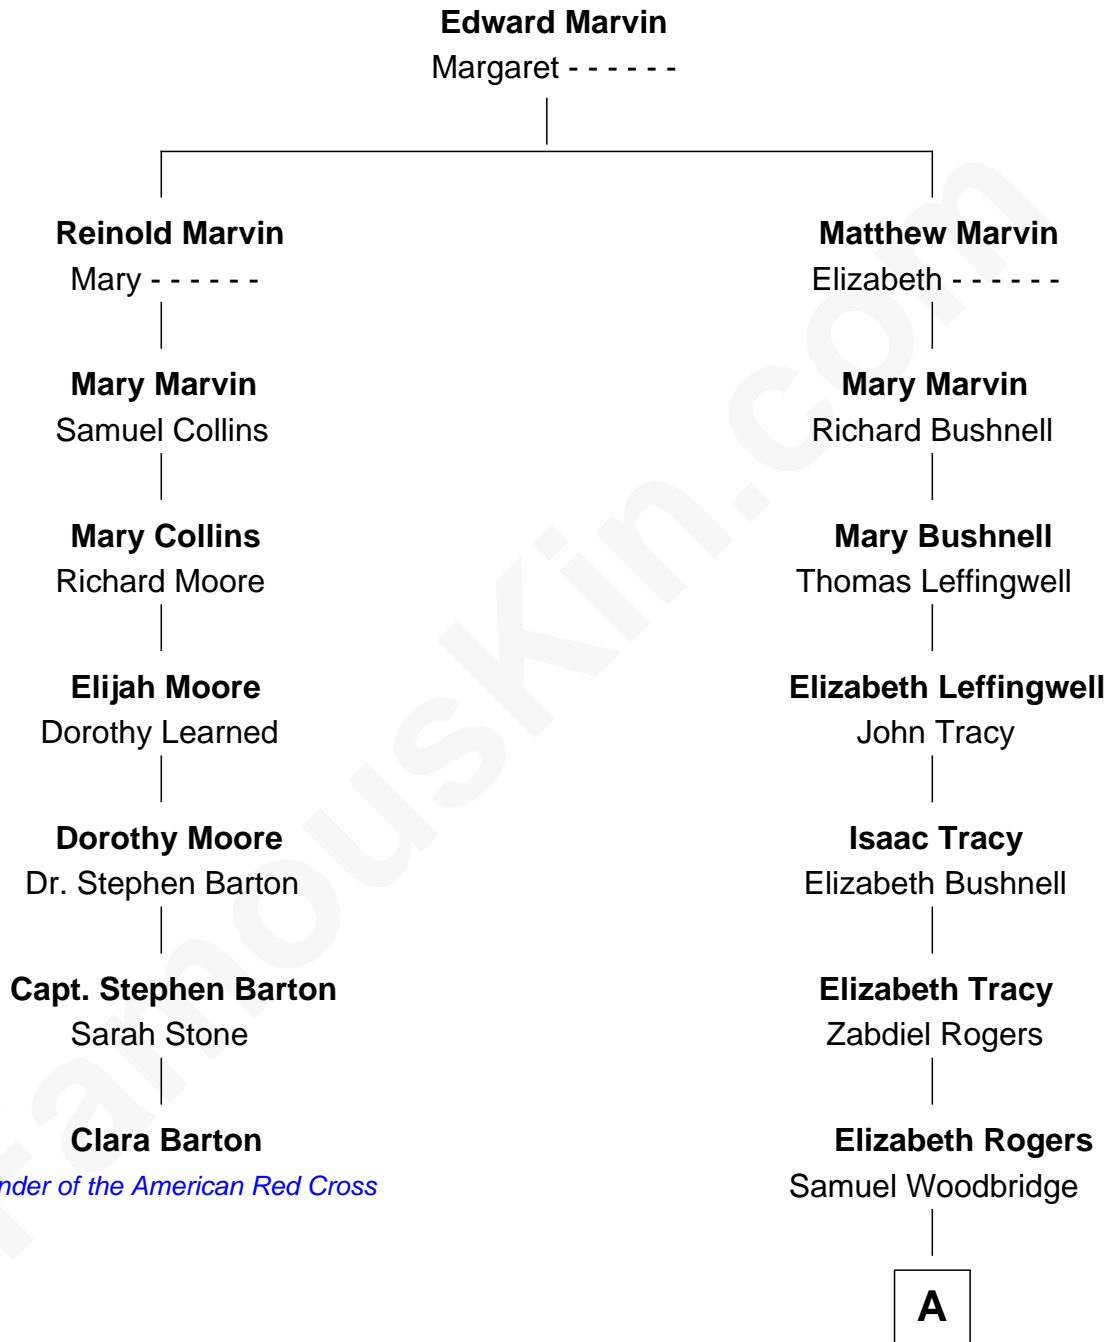 Edward Marvin
Margaret - - - - - -
Reinold Marvin
Mary - - - - - -
Matthew Marvin
Elizabeth - - - - - -
Mary Marvin
Samuel Collins
Mary Marvin
Richard Bushnell
Mary Collins
Richard Moore
Mary Bushnell
Thomas Leffingwell
Elijah Moore
Dorothy Learned
Elizabeth Leffingwell
John Tracy
Dorothy Moore
Dr. Stephen Barton
Isaac Tracy
Elizabeth Bushnell
Capt. Stephen Barton
Sarah Stone
Elizabeth Tracy
Zabdiel Rogers
Clara Barton
nder of the American Red Cross
Elizabeth Rogers
Samuel Woodbridge
A
FamousKin.com